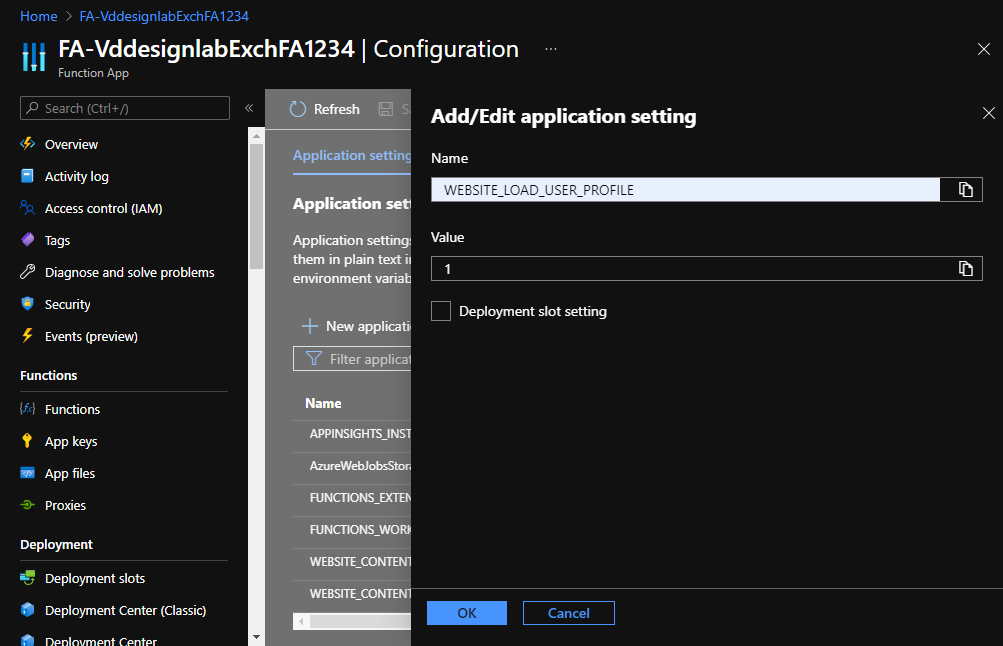 Home > FA-VddesignlabExchFA1234
FA-VddesignlabExchFA1234 | Configuration ...
Function App
Search (Ctrl+/)
«
Overview
Activity log
Access control (IAM)
Tags
Diagnose and solve problems
Security
Events (preview)
Functions
Functions
App keys
App files
Proxies
Deployment
Deployment slots
Deployment Center (Classic)
Deployment Center
Refresh
Application setting
Application set
Application setting
them in plain text i
environment variab
New applicati
Filter applicat
Name
APPINSIGHTS_INST
AzureWebJobsStora
FUNCTIONS_EXTEN
FUNCTIONS_WORK
WEBSITE_CONTENT
WEBSITE_CONTENT
Add/Edit application setting
Name
WEBSITE_LOAD_USER_PROFILE
Value
1
Deployment slot setting
OK
Cancel